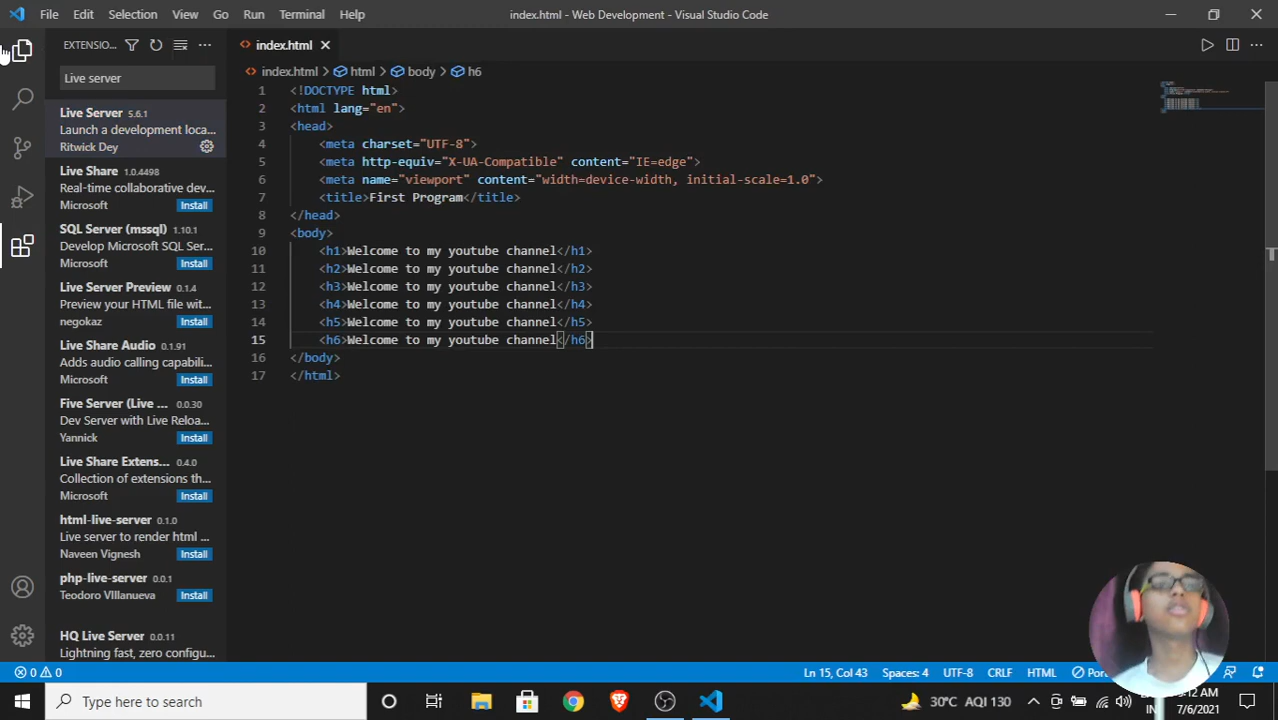 File Edit Selection View Go Run Terminal Help index.html - Web Development - Visual Studio Code
EXTENSIO...
Live server
Live Server 5.6.1
Launch a development loca...
Ritwick Dey
Live Share 1.0.4498
Real-time collaborative dev...
Microsoft Install
SQL Server (mssql) 1.10.1
Develop Microsoft SQL Ser...
Microsoft Install
Live Server Preview 0.1.4
Preview your HTML file wit...
negokaz Install
Live Share Audio 0.1.91
Adds audio calling capabili...
Microsoft Install
Five Server (Live ... 0.0.30
Dev Server with Live Reloa...
Yannick Install
Live Share Extens... 0.4.0
Collection of extensions th...
Microsoft Install
html-live-server 0.1.0
Live server to render html ...
Naveen Vignesh Install
php-live-server 0.0.1
Teodoro VIllanueva Install
HQ Live Server 0.0.11
Lightning fast, zero configu...
index.html
index.html > html > body > h6
1 <!DOCTYPE html>
2 <html lang="en">
3 <head>
4 <meta charset="UTF-8">
5 <meta http-equiv="X-UA-Compatible" content="IE=edge">
6 <meta name="viewport" content="width=device-width, initial-scale=1.0">
7 <title>First Program</title>
8 </head>
9 <body>
10 <h1>Welcome to my youtube channel</h1>
11 <h2>Welcome to my youtube channel</h2>
12 <h3>Welcome to my youtube channel</h3>
13 <h4>Welcome to my youtube channel</h4>
14 <h5>Welcome to my youtube channel</h5>
15 <h6>Welcome to my youtube channel</h6>
16 </body>
17 </html>
0 0 Ln 15, Col 43 Spaces: 4 UTF-8 CRLF HTML
Type here to search 30°C AQI 130
7/6/2021